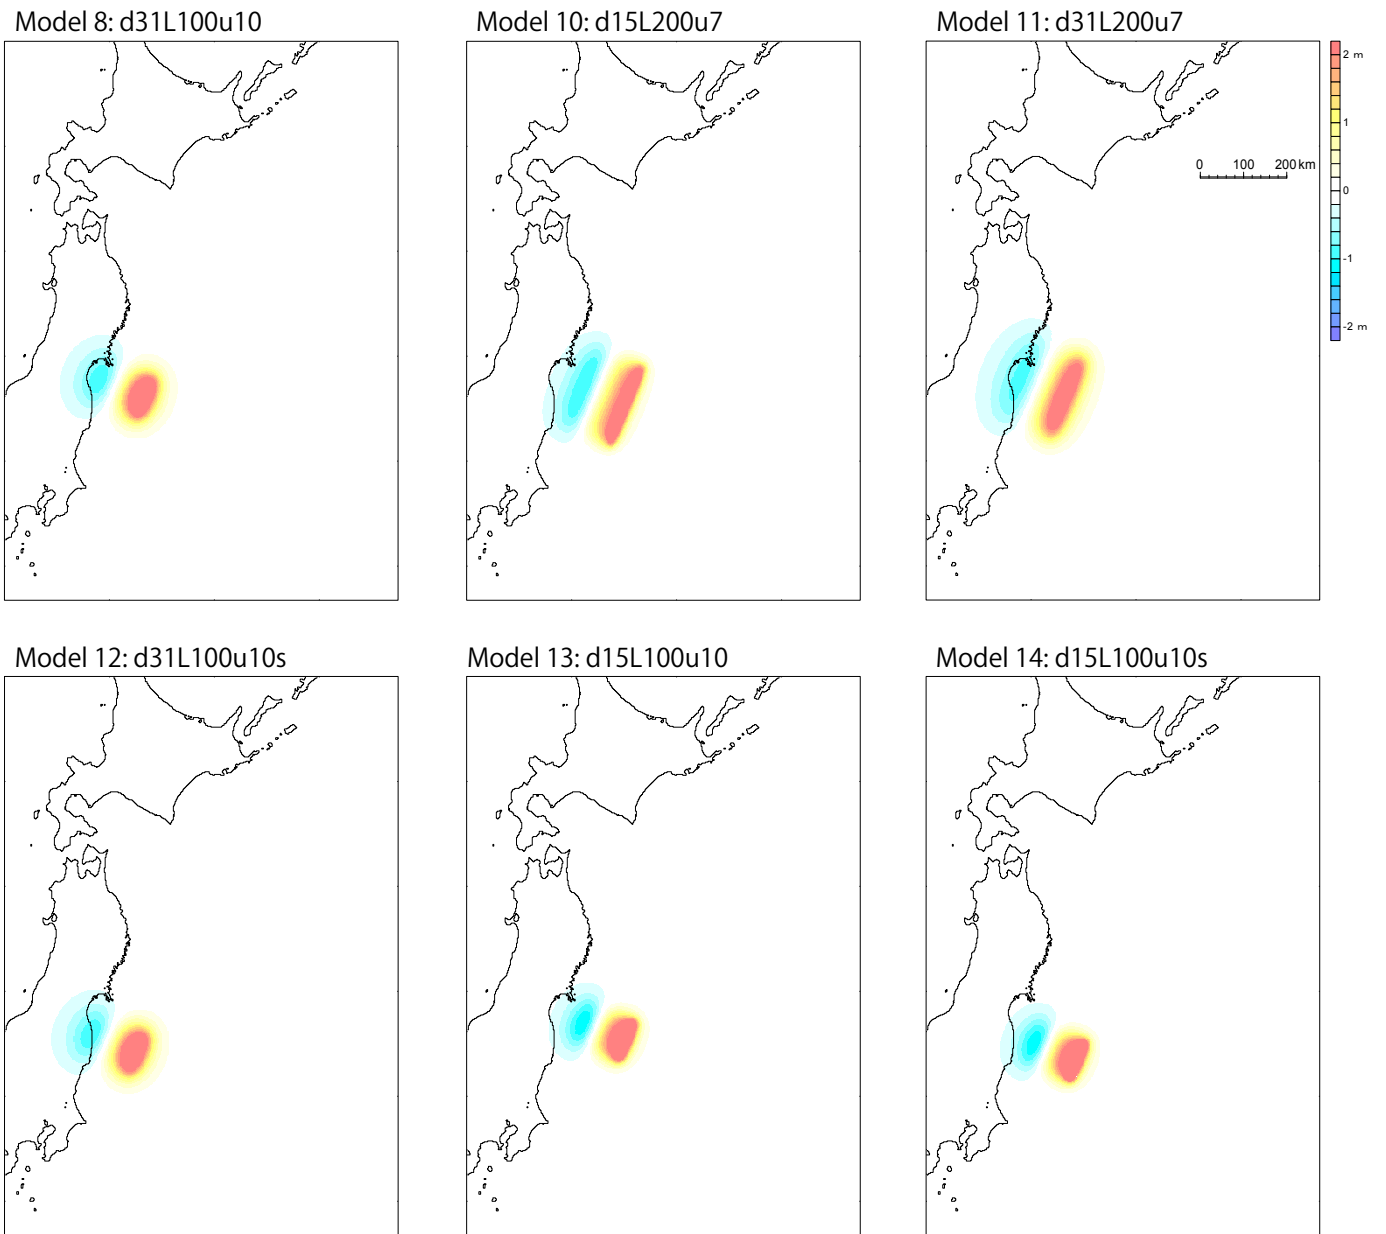 Model 8: d31L100u10
Model 10: d15L200u7
Model 11: d31L200u7
2 m
1
0
-1
-2 m
0 100 200 km
Model 12: d31L100u10s
Model 13: d15L100u10
Model 14: d15L100u10s